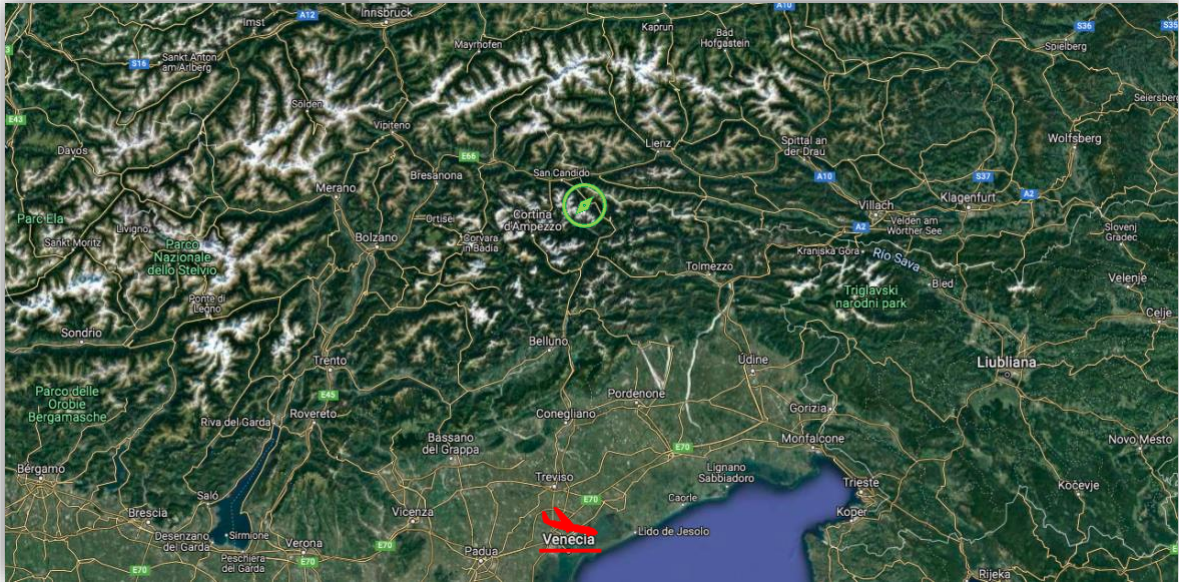 A12
Innsbruck
A10
Imst
Kaprun
Bad
Hofgastein
S36
S35
Spielberg
Mayrhofen
Sankt Anton
am Arlberg
S16
Sölden
Seiersberg
E43
Vipiteno
Davos
E66
Lienz
Spittal an
der Drau
Wolfsberg
San Candido
Bresanona
A10
S37
Merano
A2
Klagenfurt
Villach
Parc Ela
Livigno
Ortisei
Cortina
d'Ampezzo
Velden am
Wörther See
A2
Slovenj
Gradec
Sankt Moritz
Parco
Nazionale
dello Stelvio
Bolzano
Corvara
in Badia
Kranjska Gora
Río Sava
Tolmezzo
Velenje
Bled
Ponte di
Legno
Triglavski
narodni park
Celje
Sondrio
Belluno
Trento
Udine
Liubliana
Parco delle
Orobie
Bergamasche
E45
Pordenone
Riva del Garda
Rovereto
Conegliano
Gorizia
Bassano
del Grappa
E70
Monfalcone
Novo Mesto
Bérgamo
Treviso
Lignano
Sabbiadoro
Trieste
Kočevje
Saló
E70
Caorle
Brescia
Vicenza
Koper
Desenzano
del Garda
Sirmione
Verona
Venecia
Lido de Jesolo
E70
Padua
Peschiera
del Garda
E70
E70
Rijeka